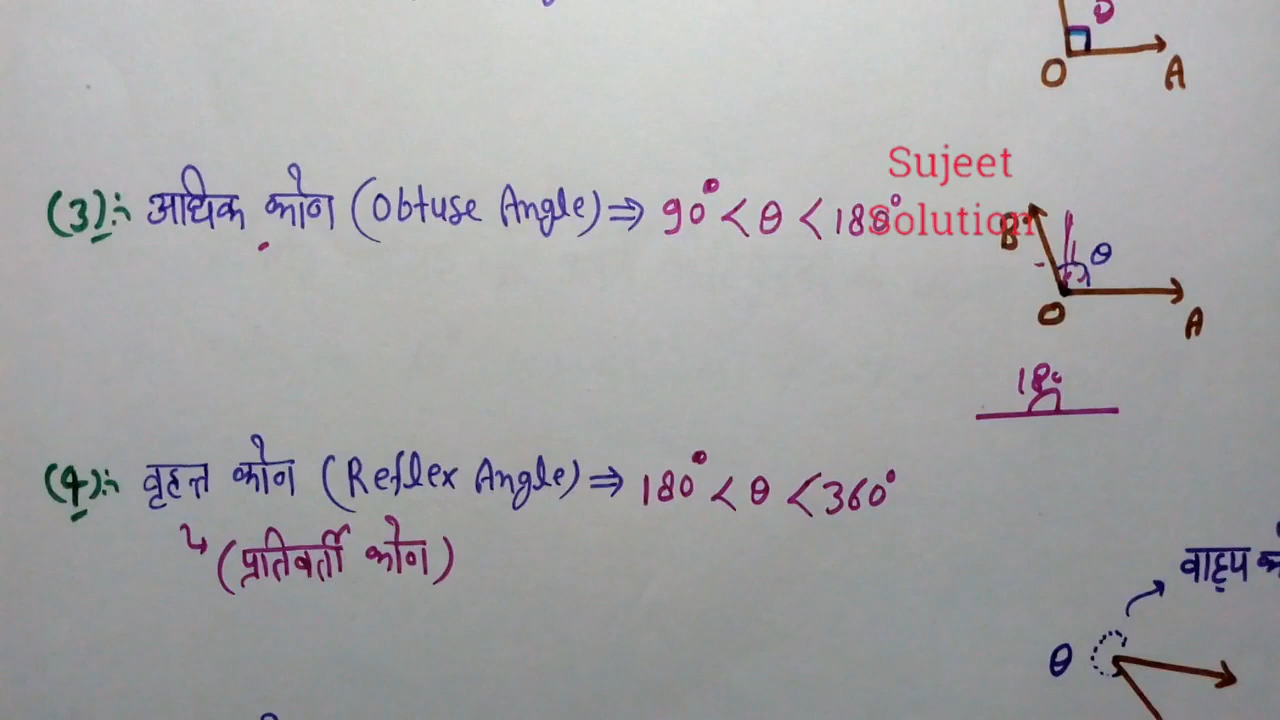 O A
(3):- अधिक कोण (Obtuse Angle) ⇒ 90° < θ < 180°
Sujeet
Solution
B θ
O A
180
(4):- वृहत्त कोण (Reflex Angle) ⇒ 180° < θ < 360°
↳ (प्रतिवर्ती कोण)
वाह्य
θ